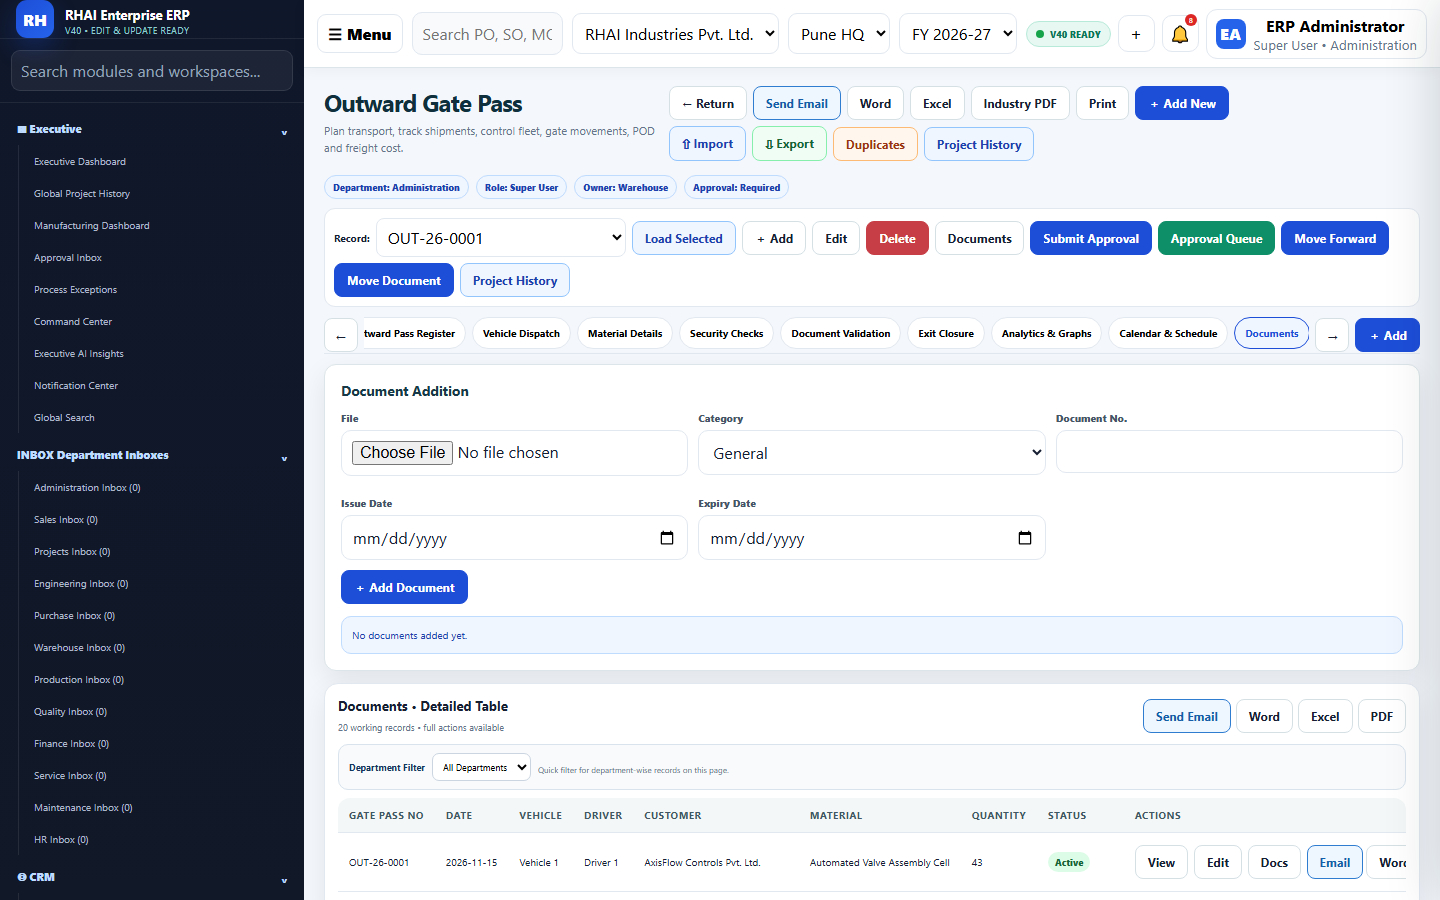 RH RHAI Enterprise ERP
V40 • EDIT & UPDATE READY
Search modules and workspaces...
Executive
Executive Dashboard
Global Project History
Manufacturing Dashboard
Approval Inbox
Process Exceptions
Command Center
Executive AI Insights
Notification Center
Global Search
INBOX Department Inboxes
Administration Inbox (0)
Sales Inbox (0)
Projects Inbox (0)
Engineering Inbox (0)
Purchase Inbox (0)
Warehouse Inbox (0)
Production Inbox (0)
Quality Inbox (0)
Finance Inbox (0)
Service Inbox (0)
Maintenance Inbox (0)
HR Inbox (0)
CRM
☰ Menu Search PO, SO, MO RHAI Industries Pvt. Ltd. Pune HQ FY 2026-27 V40 READY + 8 EA ERP Administrator
Super User • Administration
Outward Gate Pass
Plan transport, track shipments, control fleet, gate movements, POD
and freight cost.
← Return Send Email Word Excel Industry PDF Print + Add New
⇧ Import ⇩ Export Duplicates Project History
Department: Administration Role: Super User Owner: Warehouse Approval: Required
Record: OUT-26-0001 Load Selected + Add Edit Delete Documents Submit Approval Approval Queue Move Forward
Move Document Project History
← tward Pass Register Vehicle Dispatch Material Details Security Checks Document Validation Exit Closure Analytics & Graphs Calendar & Schedule Documents → + Add
Document Addition
File Category Document No.
Choose File No file chosen General
Issue Date Expiry Date
mm/dd/yyyy mm/dd/yyyy
+ Add Document
No documents added yet.
Documents • Detailed Table
20 working records • full actions available
Send Email Word Excel PDF
Department Filter All Departments Quick filter for department-wise records on this page.
GATE PASS NO DATE VEHICLE DRIVER CUSTOMER MATERIAL QUANTITY STATUS ACTIONS
OUT-26-0001 2026-11-15 Vehicle 1 Driver 1 AxisFlow Controls Pvt. Ltd. Automated Valve Assembly Cell 43 Active View Edit Docs Email Word